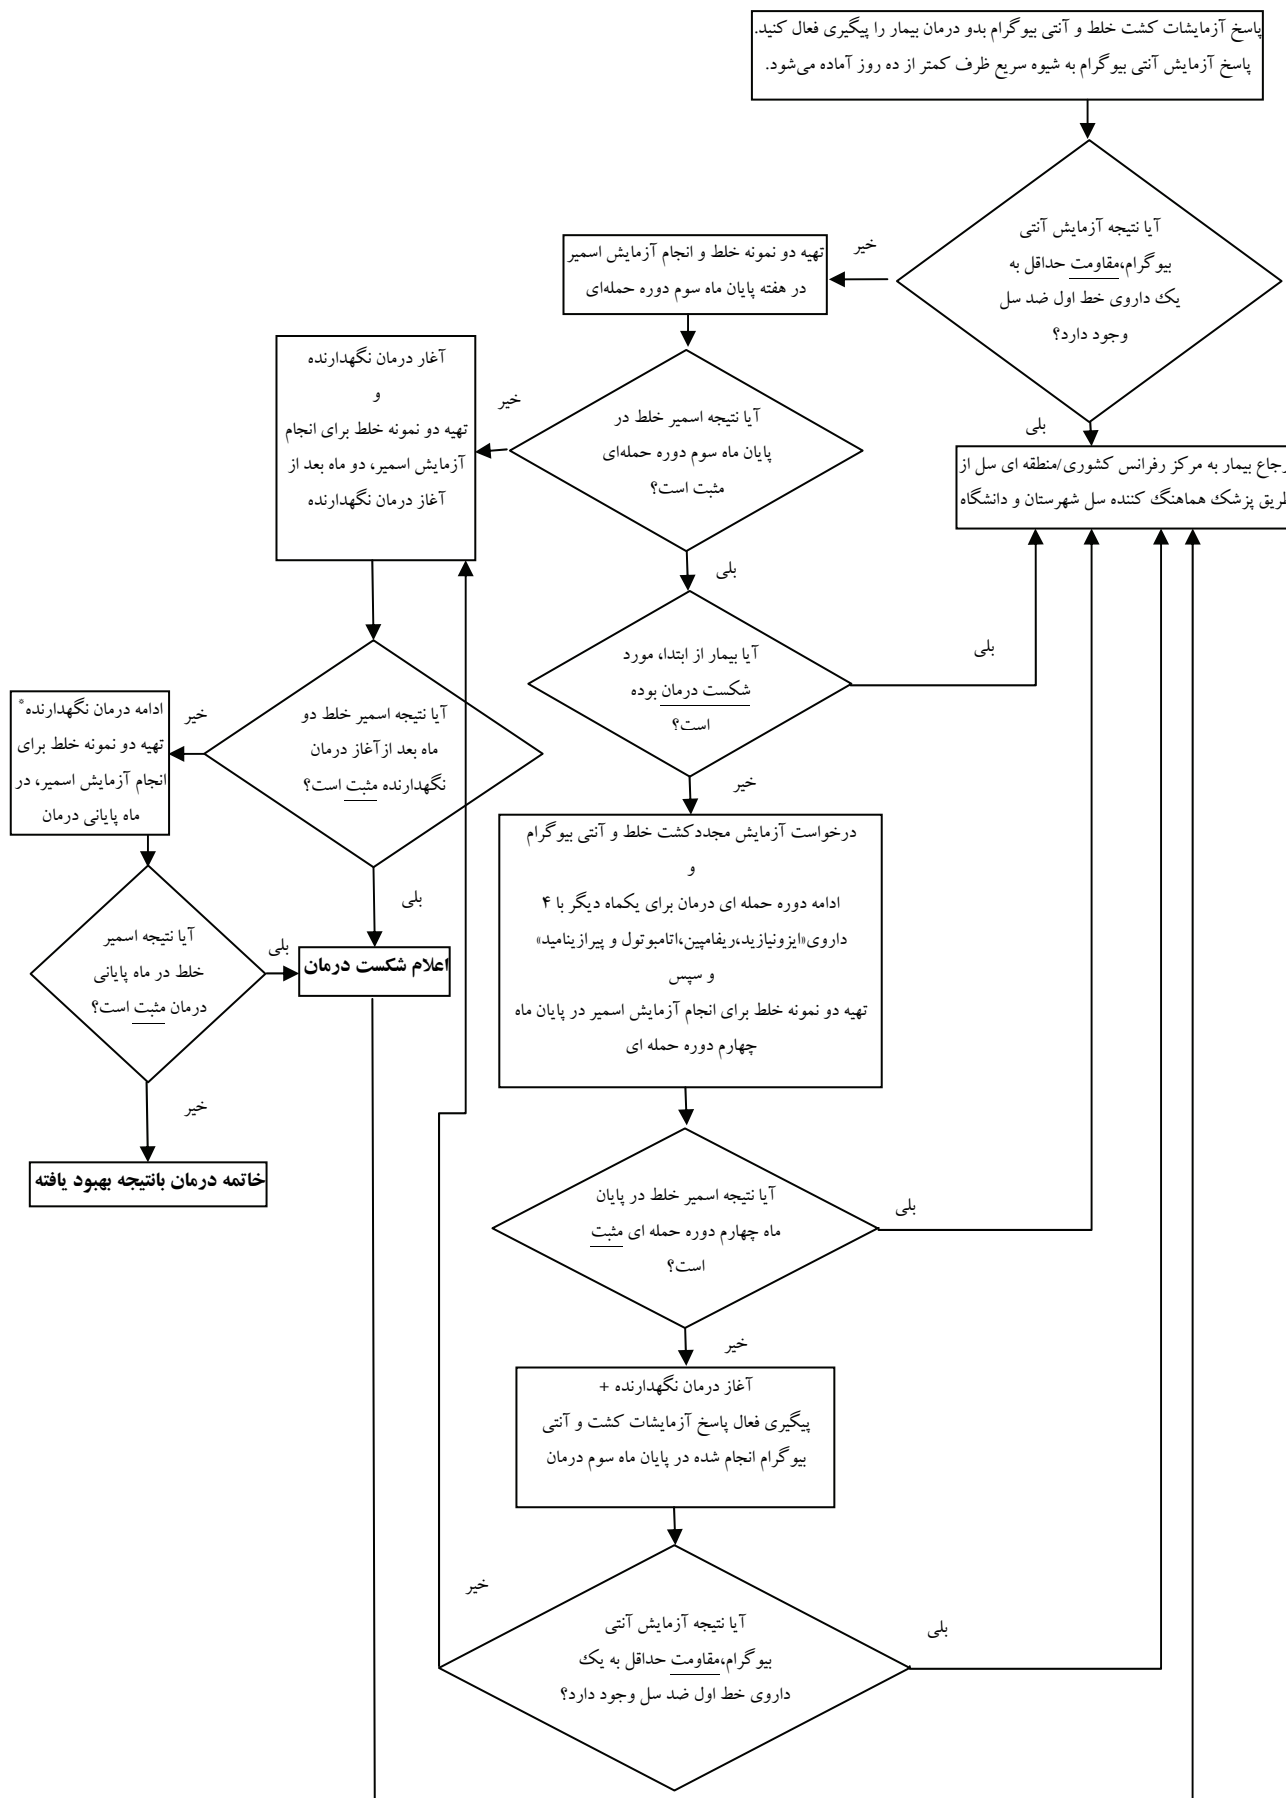 پاسخ آزمایشات کشت خلط و آنتی بیوگرام بدو درمان بیمار را پیگیری فعال کنید.
پاسخ آزمایش آنتی بیوگرام به شیوه سریع ظرف کمتر از ده روز آماده می‌شود.
آیا نتیجه آزمایش آنتی
بیوگرام،مقاومت حداقل به
یک داروی خط اول ضد سل
وجود دارد؟
خیر
بلی
تهیه دو نمونه خلط و انجام آزمایش اسمیر
در هفته پایان ماه سوم دوره حمله‌ای
رجاع بیمار به مرکز رفرانس کشوری/منطقه ای سل از
طریق پزشک هماهنگ کننده سل شهرستان و دانشگاه
آیا نتیجه اسمیر خلط در
پایان ماه سوم دوره حمله‌ای
مثبت است؟
خیر
بلی
آغار درمان نگهدارنده
و
تهیه دو نمونه خلط برای انجام
آزمایش اسمیر، دو ماه بعد از
آغاز درمان نگهدارنده
آیا بیمار از ابتدا، مورد
شکست درمان بوده
است؟
بلی
خیر
آیا نتیجه اسمیر خلط دو
ماه بعد ازآغاز درمان
نگهدارنده مثبت است؟
خیر
بلی
ادامه درمان نگهدارنده°
تهیه دو نمونه خلط برای
انجام آزمایش اسمیر، در
ماه پایانی درمان
درخواست آزمایش مجددکشت خلط و آنتی بیوگرام
و
ادامه دوره حمله ای درمان برای یکماه دیگر با ۴
داروی«ایزونیازید،ریفامپین،اتامبوتول و پیرازینامید»
و سپس
تهیه دو نمونه خلط برای انجام آزمایش اسمیر در پایان ماه
چهارم دوره حمله ای
آیا نتیجه اسمیر
خلط در ماه پایانی
درمان مثبت است؟
بلی
خیر
اعلام شکست درمان
خاتمه درمان بانتیجه بهبود یافته
آیا نتیجه اسمیر خلط در پایان
ماه چهارم دوره حمله ای مثبت
است؟
بلی
خیر
آغاز درمان نگهدارنده +
پیگیری فعال پاسخ آزمایشات کشت و آنتی
بیوگرام انجام شده در پایان ماه سوم درمان
آیا نتیجه آزمایش آنتی
بیوگرام،مقاومت حداقل به یک
داروی خط اول ضد سل وجود دارد؟
خیر
بلی